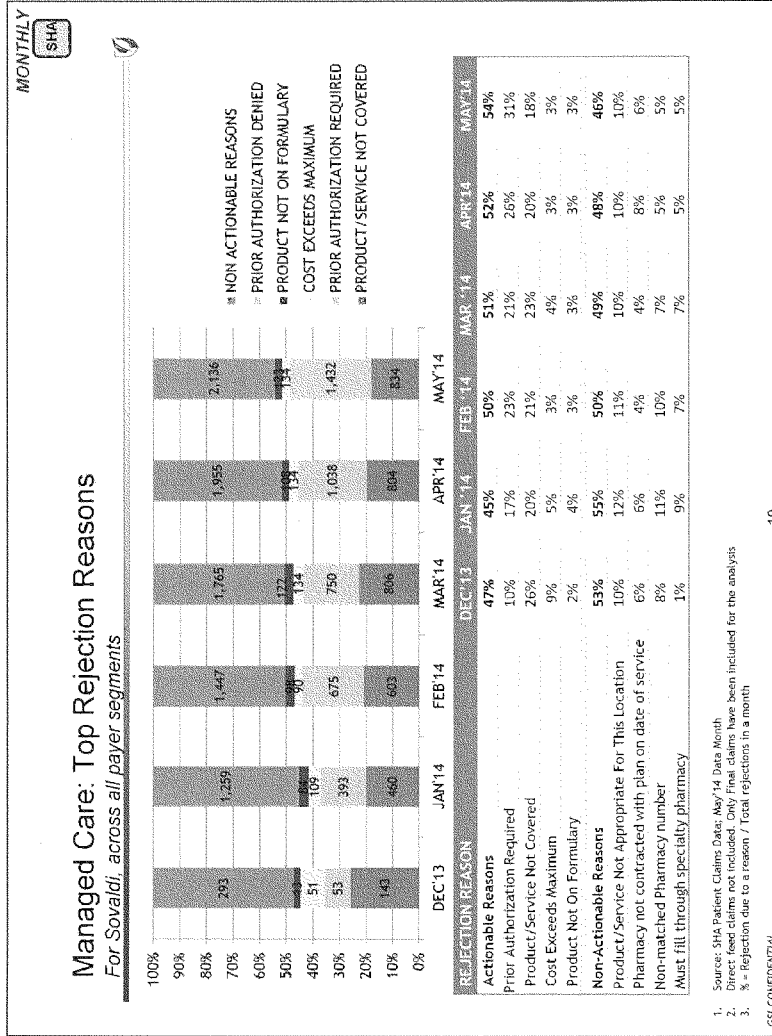 MONTHLY
SHA
Managed Care: Top Rejection Reasons
For Sovaldi, across all payer segments
100%
90%
80%
70%
60%
50%
40%
30%
20%
10%
0%
293
51
53
143
1,259
109
393
460
1,447
90
675
603
1,765
122
134
750
806
1,955
134
1,038
804
2,136
134
1,432
834
DEC'13 JAN'14 FEB'14 MAR'14 APR'14 MAY'14
NON ACTIONABLE REASONS
PRIOR AUTHORIZATION DENIED
PRODUCT NOT ON FORMULARY
COST EXCEEDS MAXIMUM
PRIOR AUTHORIZATION REQUIRED
PRODUCT/SERVICE NOT COVERED
REJECTION REASON DEC'13 JAN '14 FEB '14 MAR '14 APR'14 MAY'14
Actionable Reasons 47% 45% 50% 51% 52% 54%
Prior Authorization Required 10% 17% 23% 21% 26% 31%
Product/Service Not Covered 26% 20% 21% 23% 20% 18%
Cost Exceeds Maximum 9% 5% 3% 4% 3% 3%
Product Not On Formulary 2% 4% 3% 3% 3% 3%
Non-Actionable Reasons 53% 55% 50% 49% 48% 46%
Product/Service Not Appropriate For This Location 10% 12% 11% 10% 10% 10%
Pharmacy not contracted with plan on date of service 6% 6% 4% 4% 8% 6%
Non-matched Pharmacy number 8% 11% 10% 7% 5% 5%
Must fill through specialty pharmacy 1% 9% 7% 7% 5% 5%
1. Source: SHA Patient Claims Data; May'14 Data Month
2. Direct feed claims not included. Only Final claims have been included for the analysis
3. % = Rejection due to a reason / Total rejections in a month